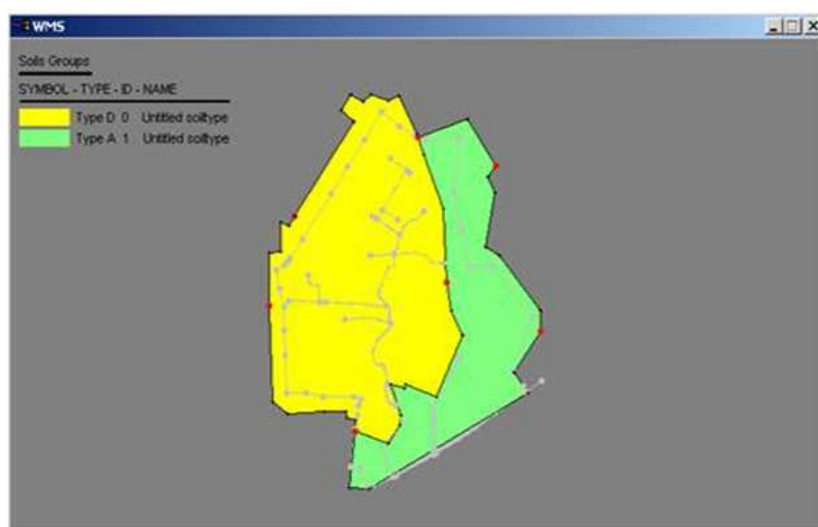 WMS
Soils Groups
SYMBOL - TYPE - ID - NAME
Type D 0 Untitled soiltype
Type A 1 Untitled soiltype